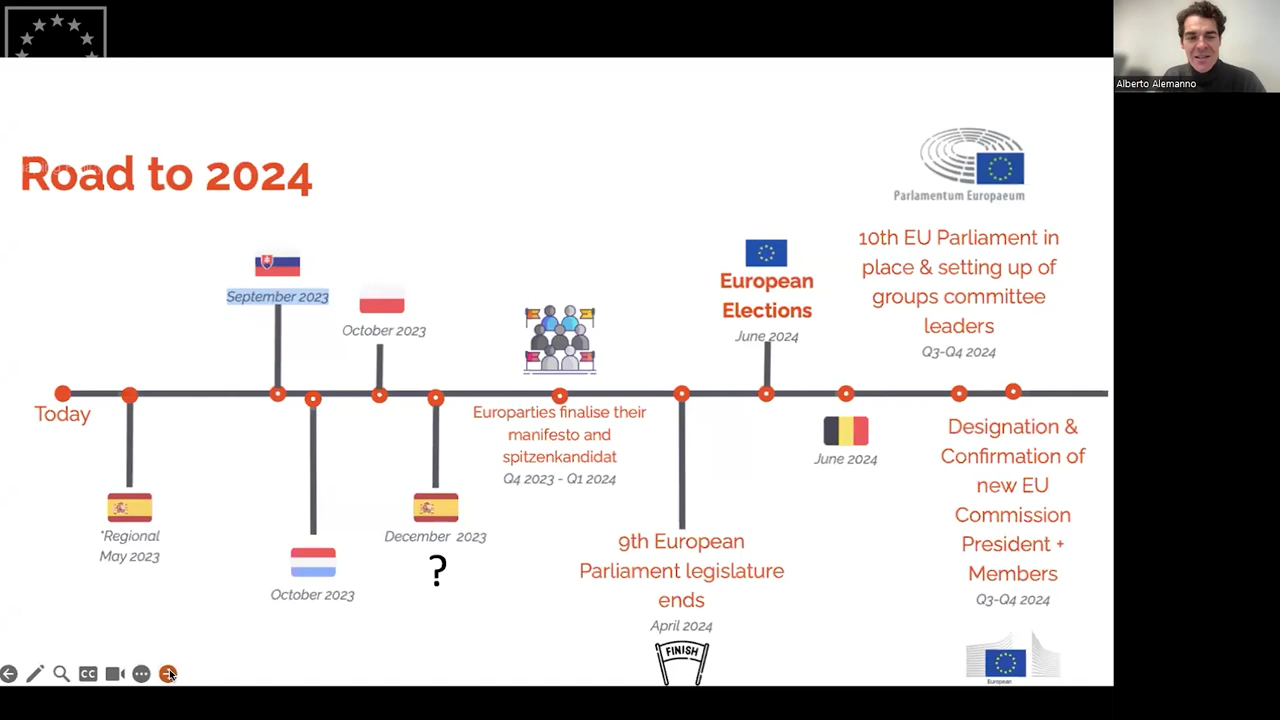 Alberto Alemanno
Road to 2024
Parlamentum Europaeum
10th EU Parliament in
place & setting up of
groups committee
leaders
Q3-Q4 2024
European
Elections
June 2024
September 2023
October 2023
Today
Europarties finalise their
manifesto and
spitzenkandidat
Q4 2023 - Q1 2024
June 2024
Designation &
Confirmation of
new EU
Commission
President +
Members
Q3-Q4 2024
*Regional
May 2023
December 2023
?
October 2023
9th European
Parliament legislature
ends
April 2024
FINISH
European
CC